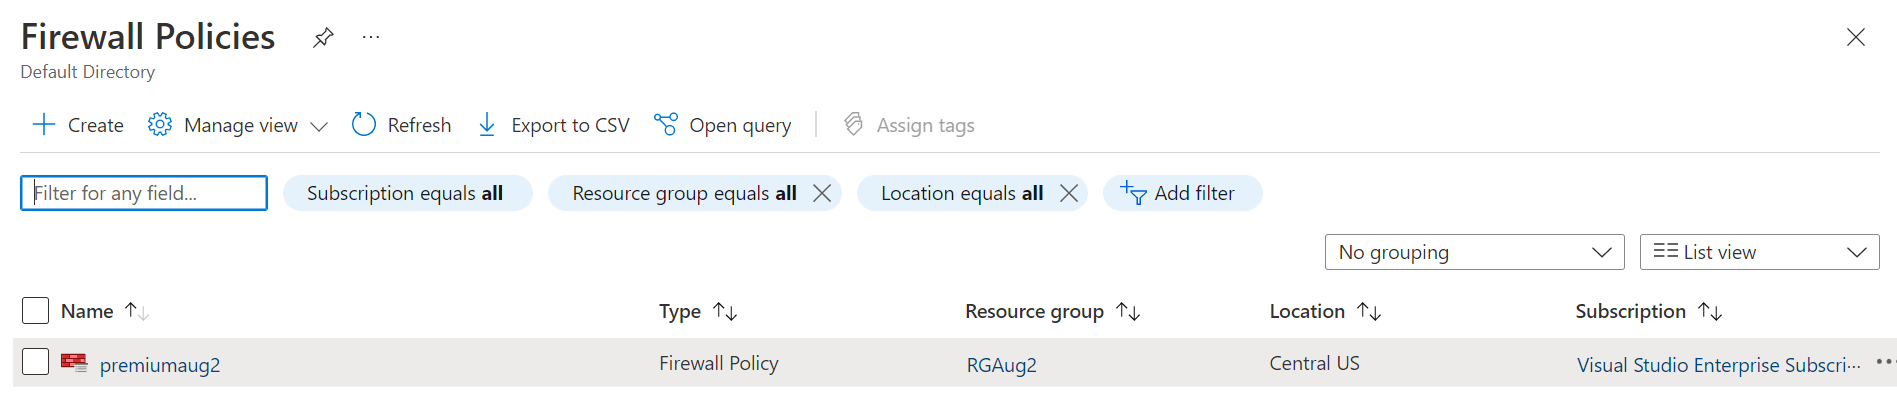 Firewall Policies ...
Default Directory
Create Manage view Refresh Export to CSV Open query Assign tags
Filter for any field... Subscription equals all Resource group equals all Location equals all Add filter
No grouping List view
Name Type Resource group Location Subscription
premiumaug2 Firewall Policy RGAug2 Central US Visual Studio Enterprise Subscri...